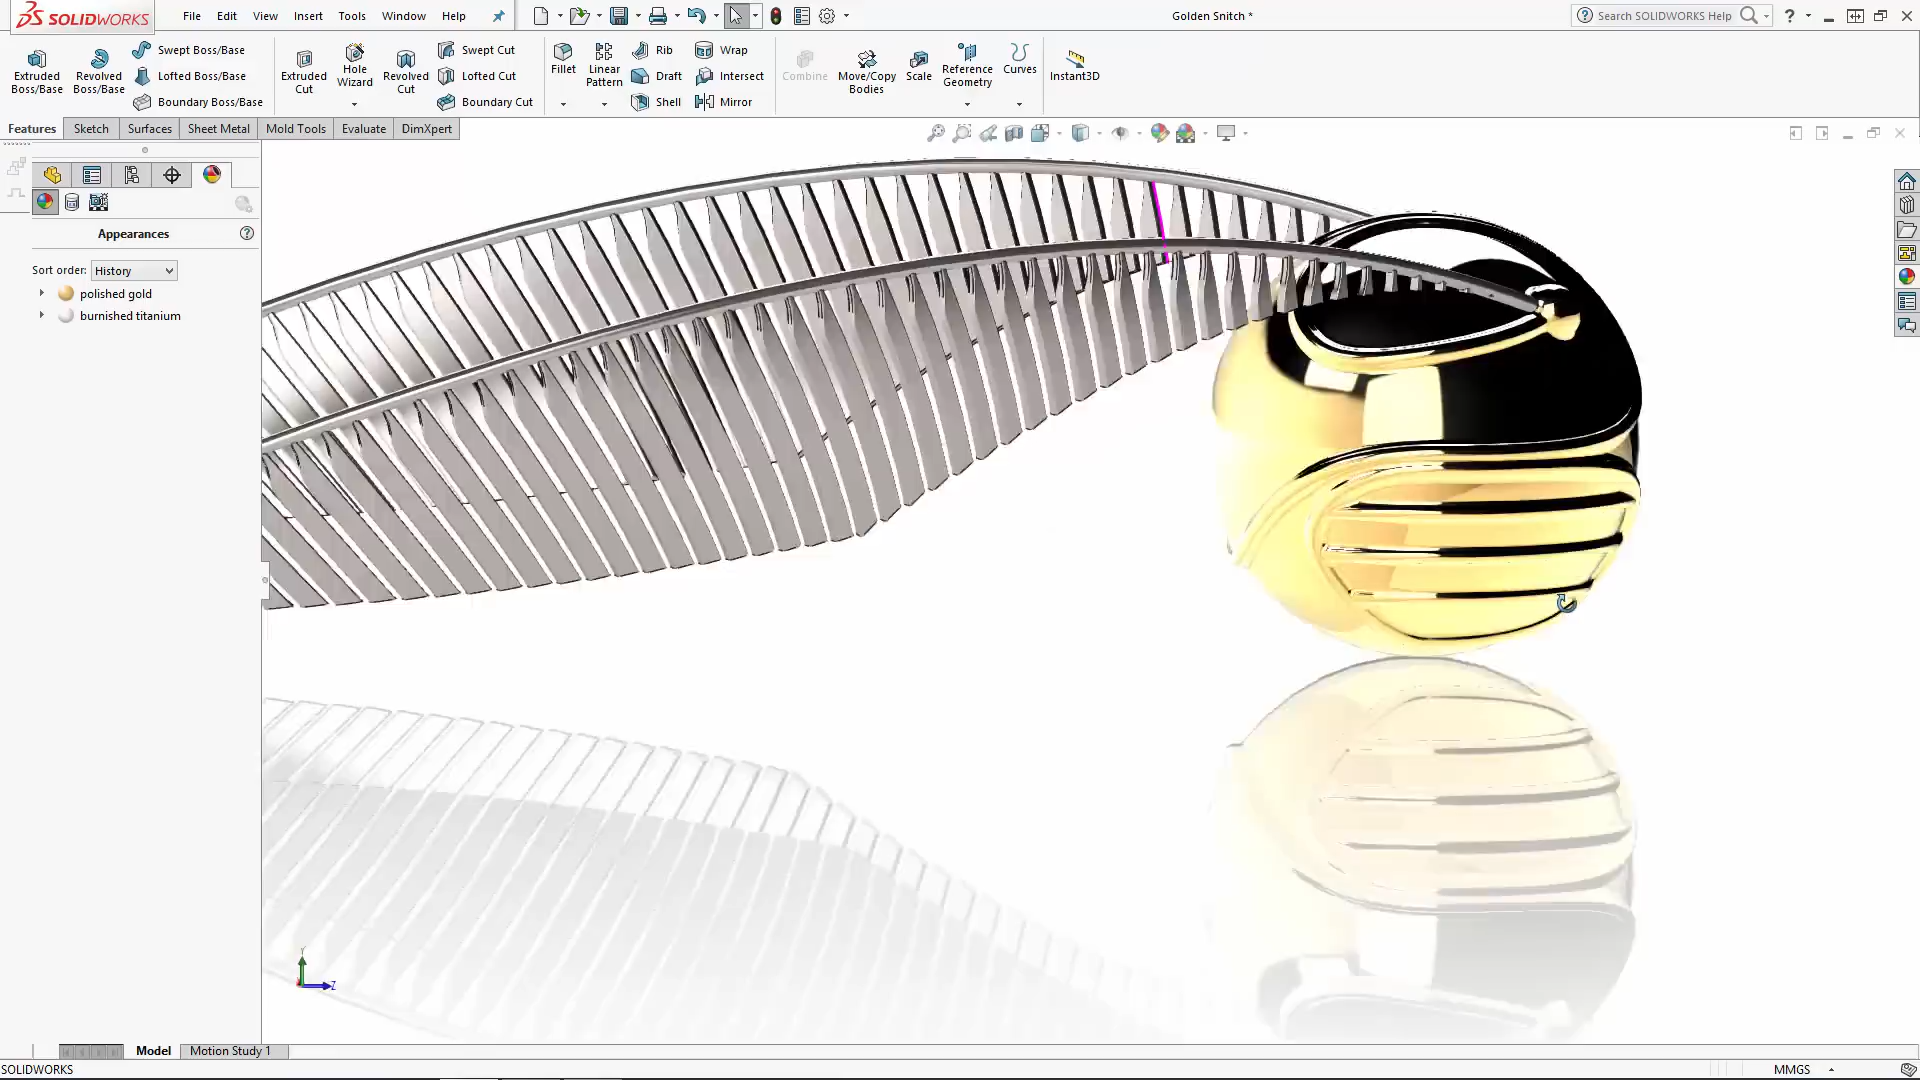 SOLIDWORKS
File Edit View Insert Tools Window Help
Golden Snitch *
Search SOLIDWORKS Help
Extruded Boss/Base
Revolved Boss/Base
Swept Boss/Base
Lofted Boss/Base
Boundary Boss/Base
Extruded Cut
Hole Wizard
Revolved Cut
Swept Cut
Lofted Cut
Boundary Cut
Fillet
Linear Pattern
Rib
Draft
Shell
Wrap
Intersect
Mirror
Combine
Move/Copy Bodies
Scale
Reference Geometry
Curves
Instant3D
Features Sketch Surfaces Sheet Metal Mold Tools Evaluate DimXpert
Appearances
Sort order: History
polished gold
burnished titanium
Y
Z
Model Motion Study 1
SOLIDWORKS
MMGS